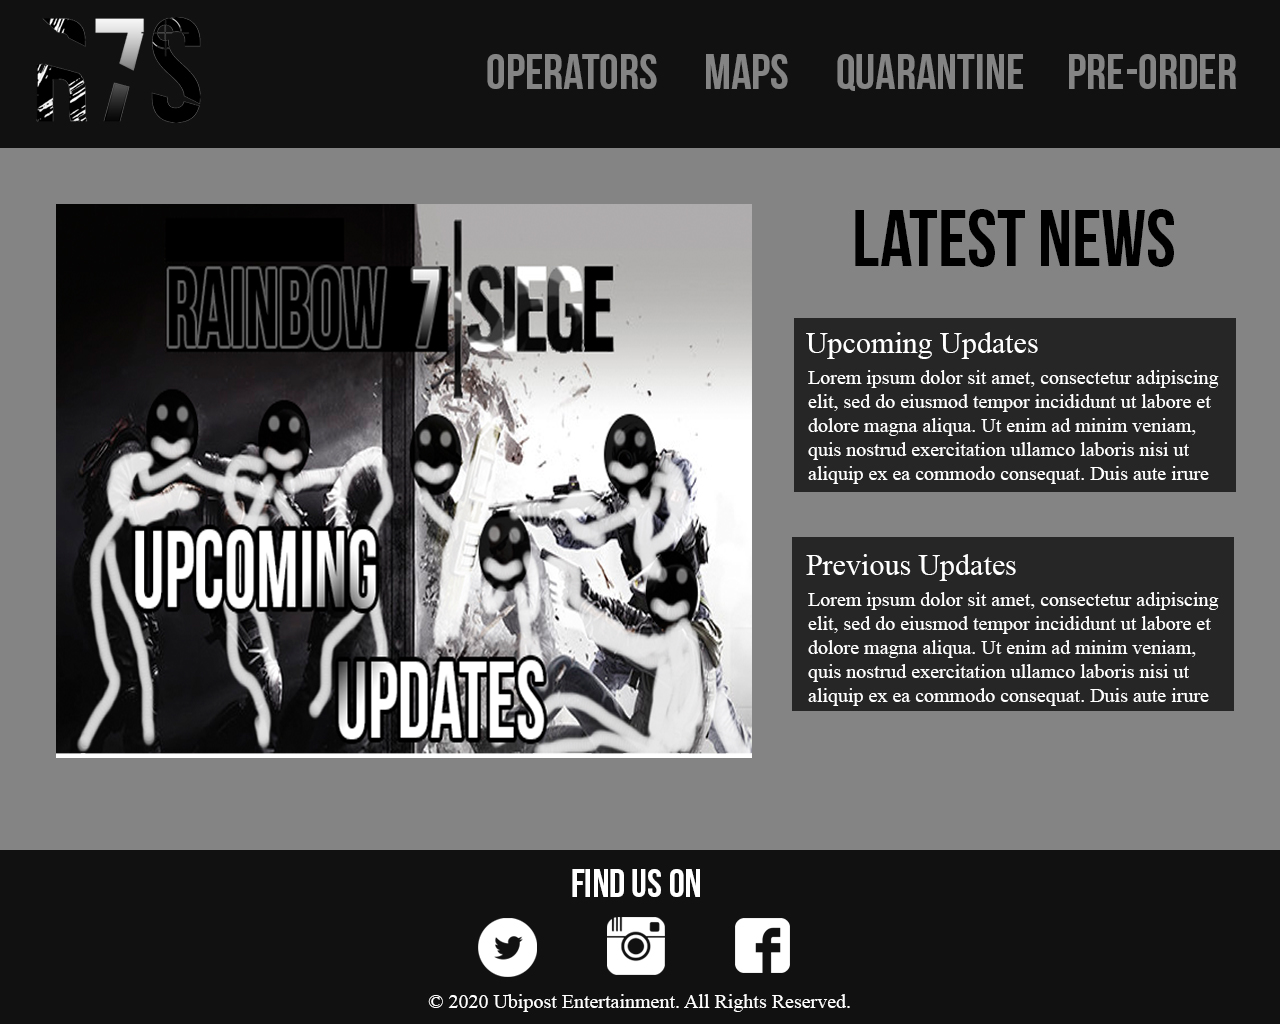 R7S
OPERATORS MAPS QUARANTINE PRE-ORDER
RAINBOW 7 SIEGE
UPCOMING
UPDATES
LATEST NEWS
Upcoming Updates
Lorem ipsum dolor sit amet, consectetur adipiscing
elit, sed do eiusmod tempor incididunt ut labore et
dolore magna aliqua. Ut enim ad minim veniam,
quis nostrud exercitation ullamco laboris nisi ut
aliquip ex ea commodo consequat. Duis aute irure
Previous Updates
Lorem ipsum dolor sit amet, consectetur adipiscing
elit, sed do eiusmod tempor incididunt ut labore et
dolore magna aliqua. Ut enim ad minim veniam,
quis nostrud exercitation ullamco laboris nisi ut
aliquip ex ea commodo consequat. Duis aute irure
FIND US ON
© 2020 Ubipost Entertainment. All Rights Reserved.